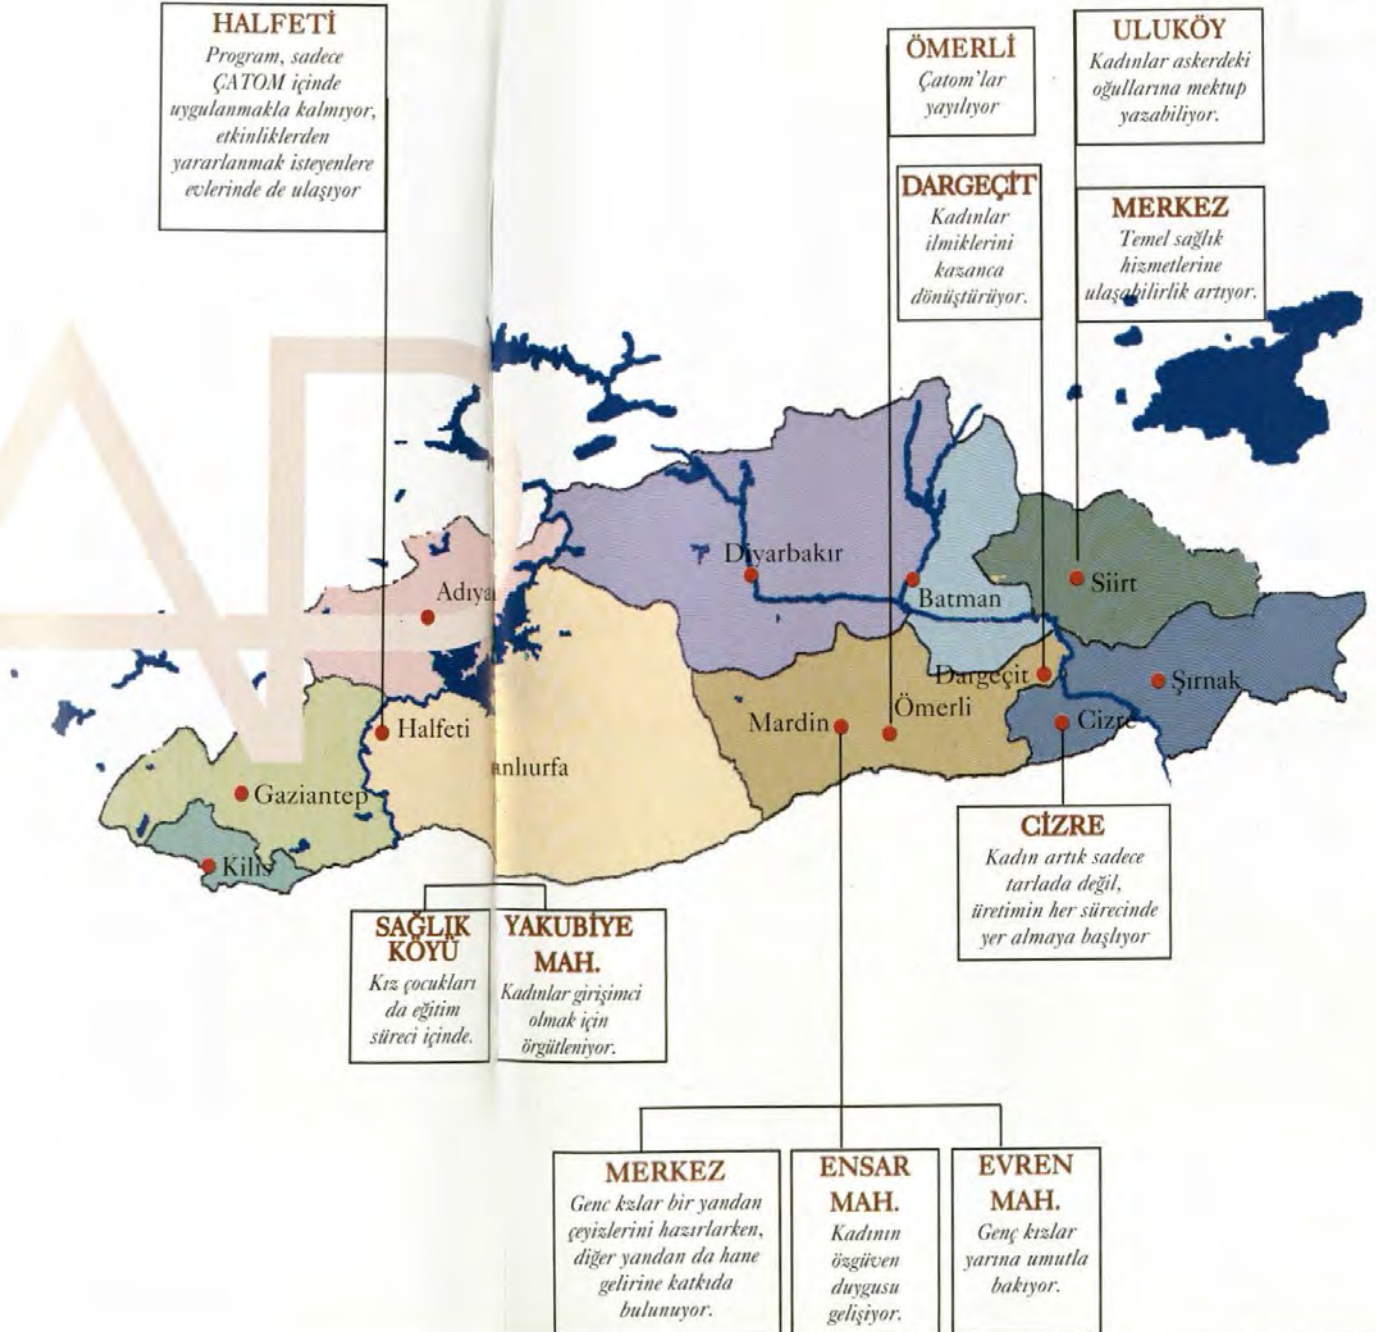 HALFETİ
Program, sadece
ÇATOM içinde
uygulanmakla kalmıyor,
etkinliklerden
yararlanmak isteyenlere
evlerinde de ulaşıyor
ÖMERLİ
Çatom'lar
yayılıyor
ULUKÖY
Kadınlar askerdeki
oğullarına mektup
yazabiliyor.
DARGEÇİT
Kadınlar
ilmiklerini
kazanca
dönüştürüyor.
MERKEZ
Temel sağlık
hizmetlerine
ulaşabilirlik artıyor.
Diyarbakır
Batman
Siirt
Adıya
Dargeçit
Şırnak
Halfeti
Mardin
Ömerli
Cizre
anlıurfa
Gaziantep
Kilis
CİZRE
Kadın artık sadece
tarlada değil,
üretimin her sürecinde
yer almaya başlıyor
SAĞLIK
KÖYÜ
Kız çocukları
da eğitim
süreci içinde.
YAKUBİYE
MAH.
Kadınlar girişimci
olmak için
örgütleniyor.
MERKEZ
Genc kzlar bir yandan
çeyizlerini hazırlarken,
diğer yandan da hane
gelirine katkıda
bulunuyor.
ENSAR
MAH.
Kadının
özgüven
duygusu
gelişiyor.
EVREN
MAH.
Genç kızlar
yarına umutla
bakıyor.